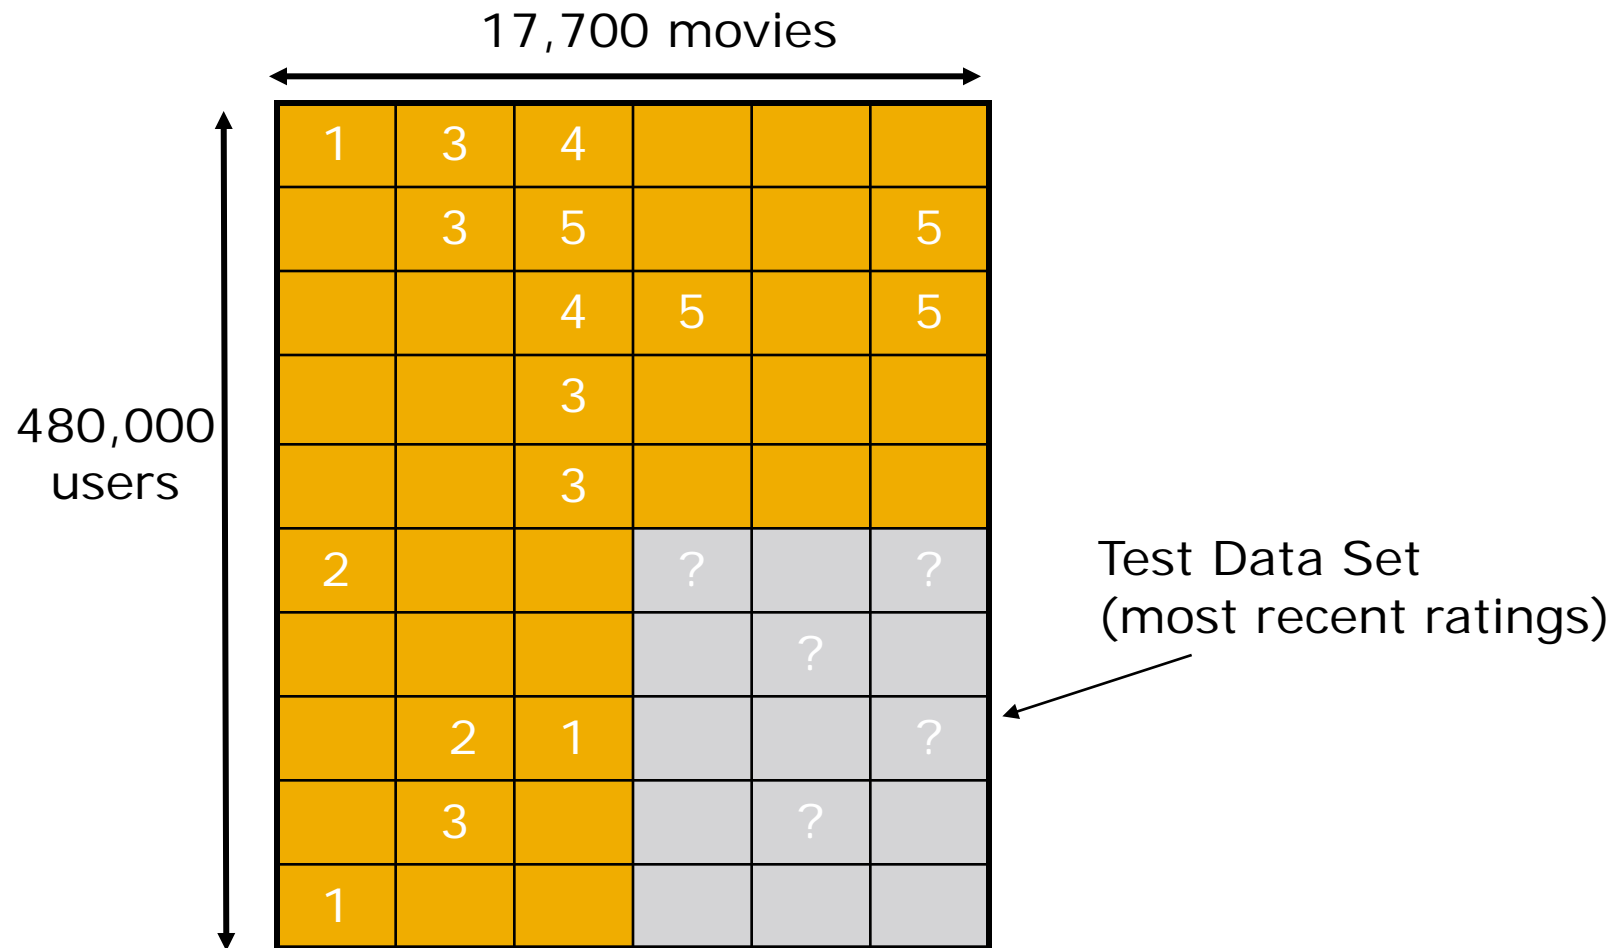 17,700 movies
1 3 4
3 5 5
4 5 5
3
480,000
users
3
2 ? ?
Test Data Set
(most recent ratings)
?
2 1 ?
3 ?
1